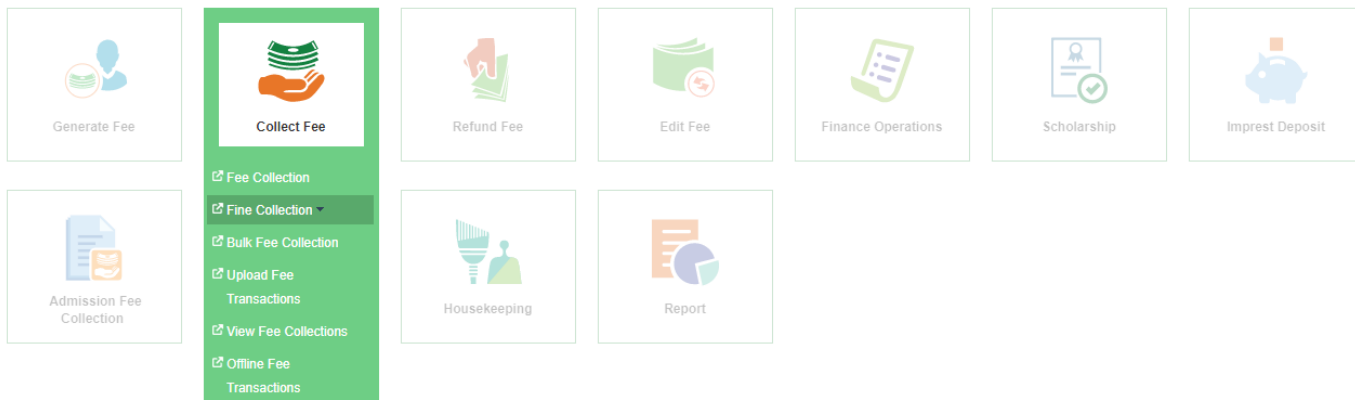 Generate Fee
Collect Fee
Refund Fee
Edit Fee
Finance Operations
Scholarship
Imprest Deposit
Fee Collection
Fine Collection
Bulk Fee Collection
Upload Fee
Transactions
View Fee Collections
Offline Fee
Transactions
Admission Fee
Collection
Housekeeping
Report